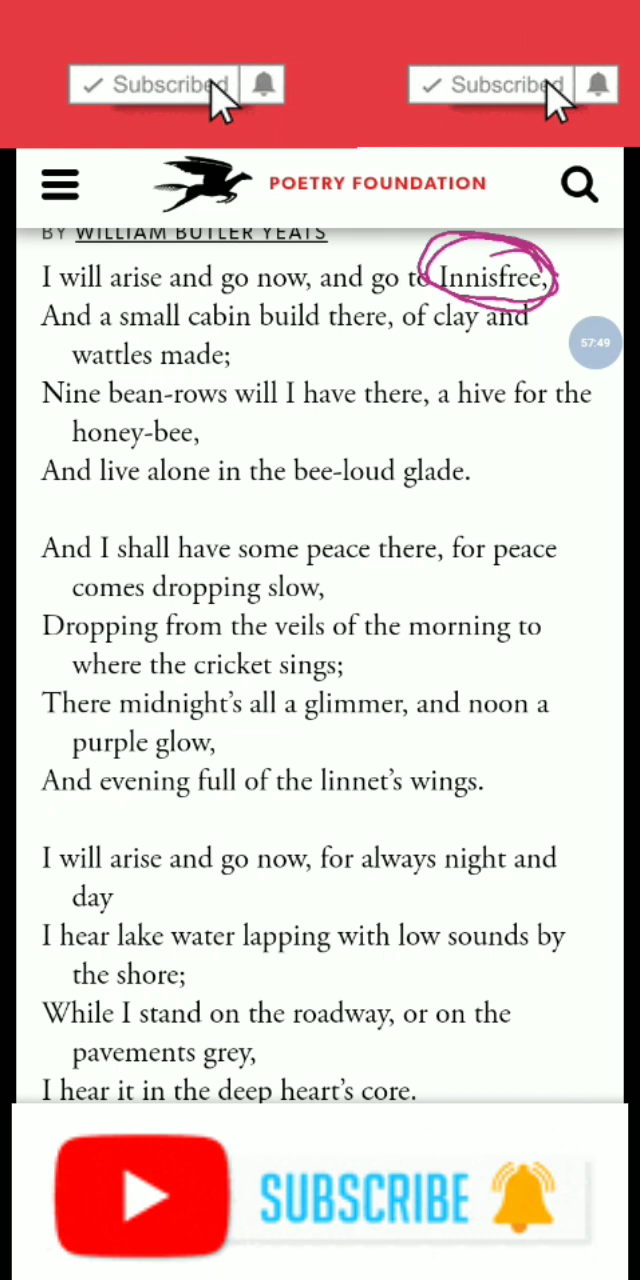 Subscribed Subscribed
POETRY FOUNDATION
BY WILLIAM BUTLER YEATS
I will arise and go now, and go to Innisfree,
And a small cabin build there, of clay and
wattles made;
57:49
Nine bean-rows will I have there, a hive for the
honey-bee,
And live alone in the bee-loud glade.
And I shall have some peace there, for peace
comes dropping slow,
Dropping from the veils of the morning to
where the cricket sings;
There midnight’s all a glimmer, and noon a
purple glow,
And evening full of the linnet’s wings.
I will arise and go now, for always night and
day
I hear lake water lapping with low sounds by
the shore;
While I stand on the roadway, or on the
pavements grey,
I hear it in the deep heart’s core.
SUBSCRIBE